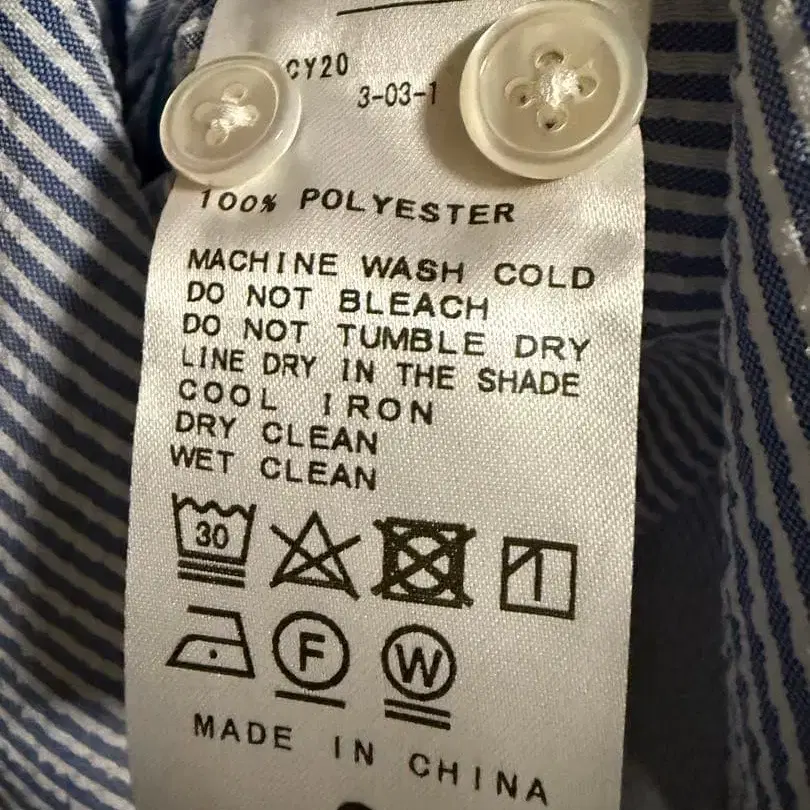 CY20
3-03-1
100% POLYESTER
MACHINE WASH COLD
DO NOT BLEACH
DO NOT TUMBLE DRY
LINE DRY IN THE SHADE
COOL IRON
DRY CLEAN
WET CLEAN
30
F W
MADE IN CHINA